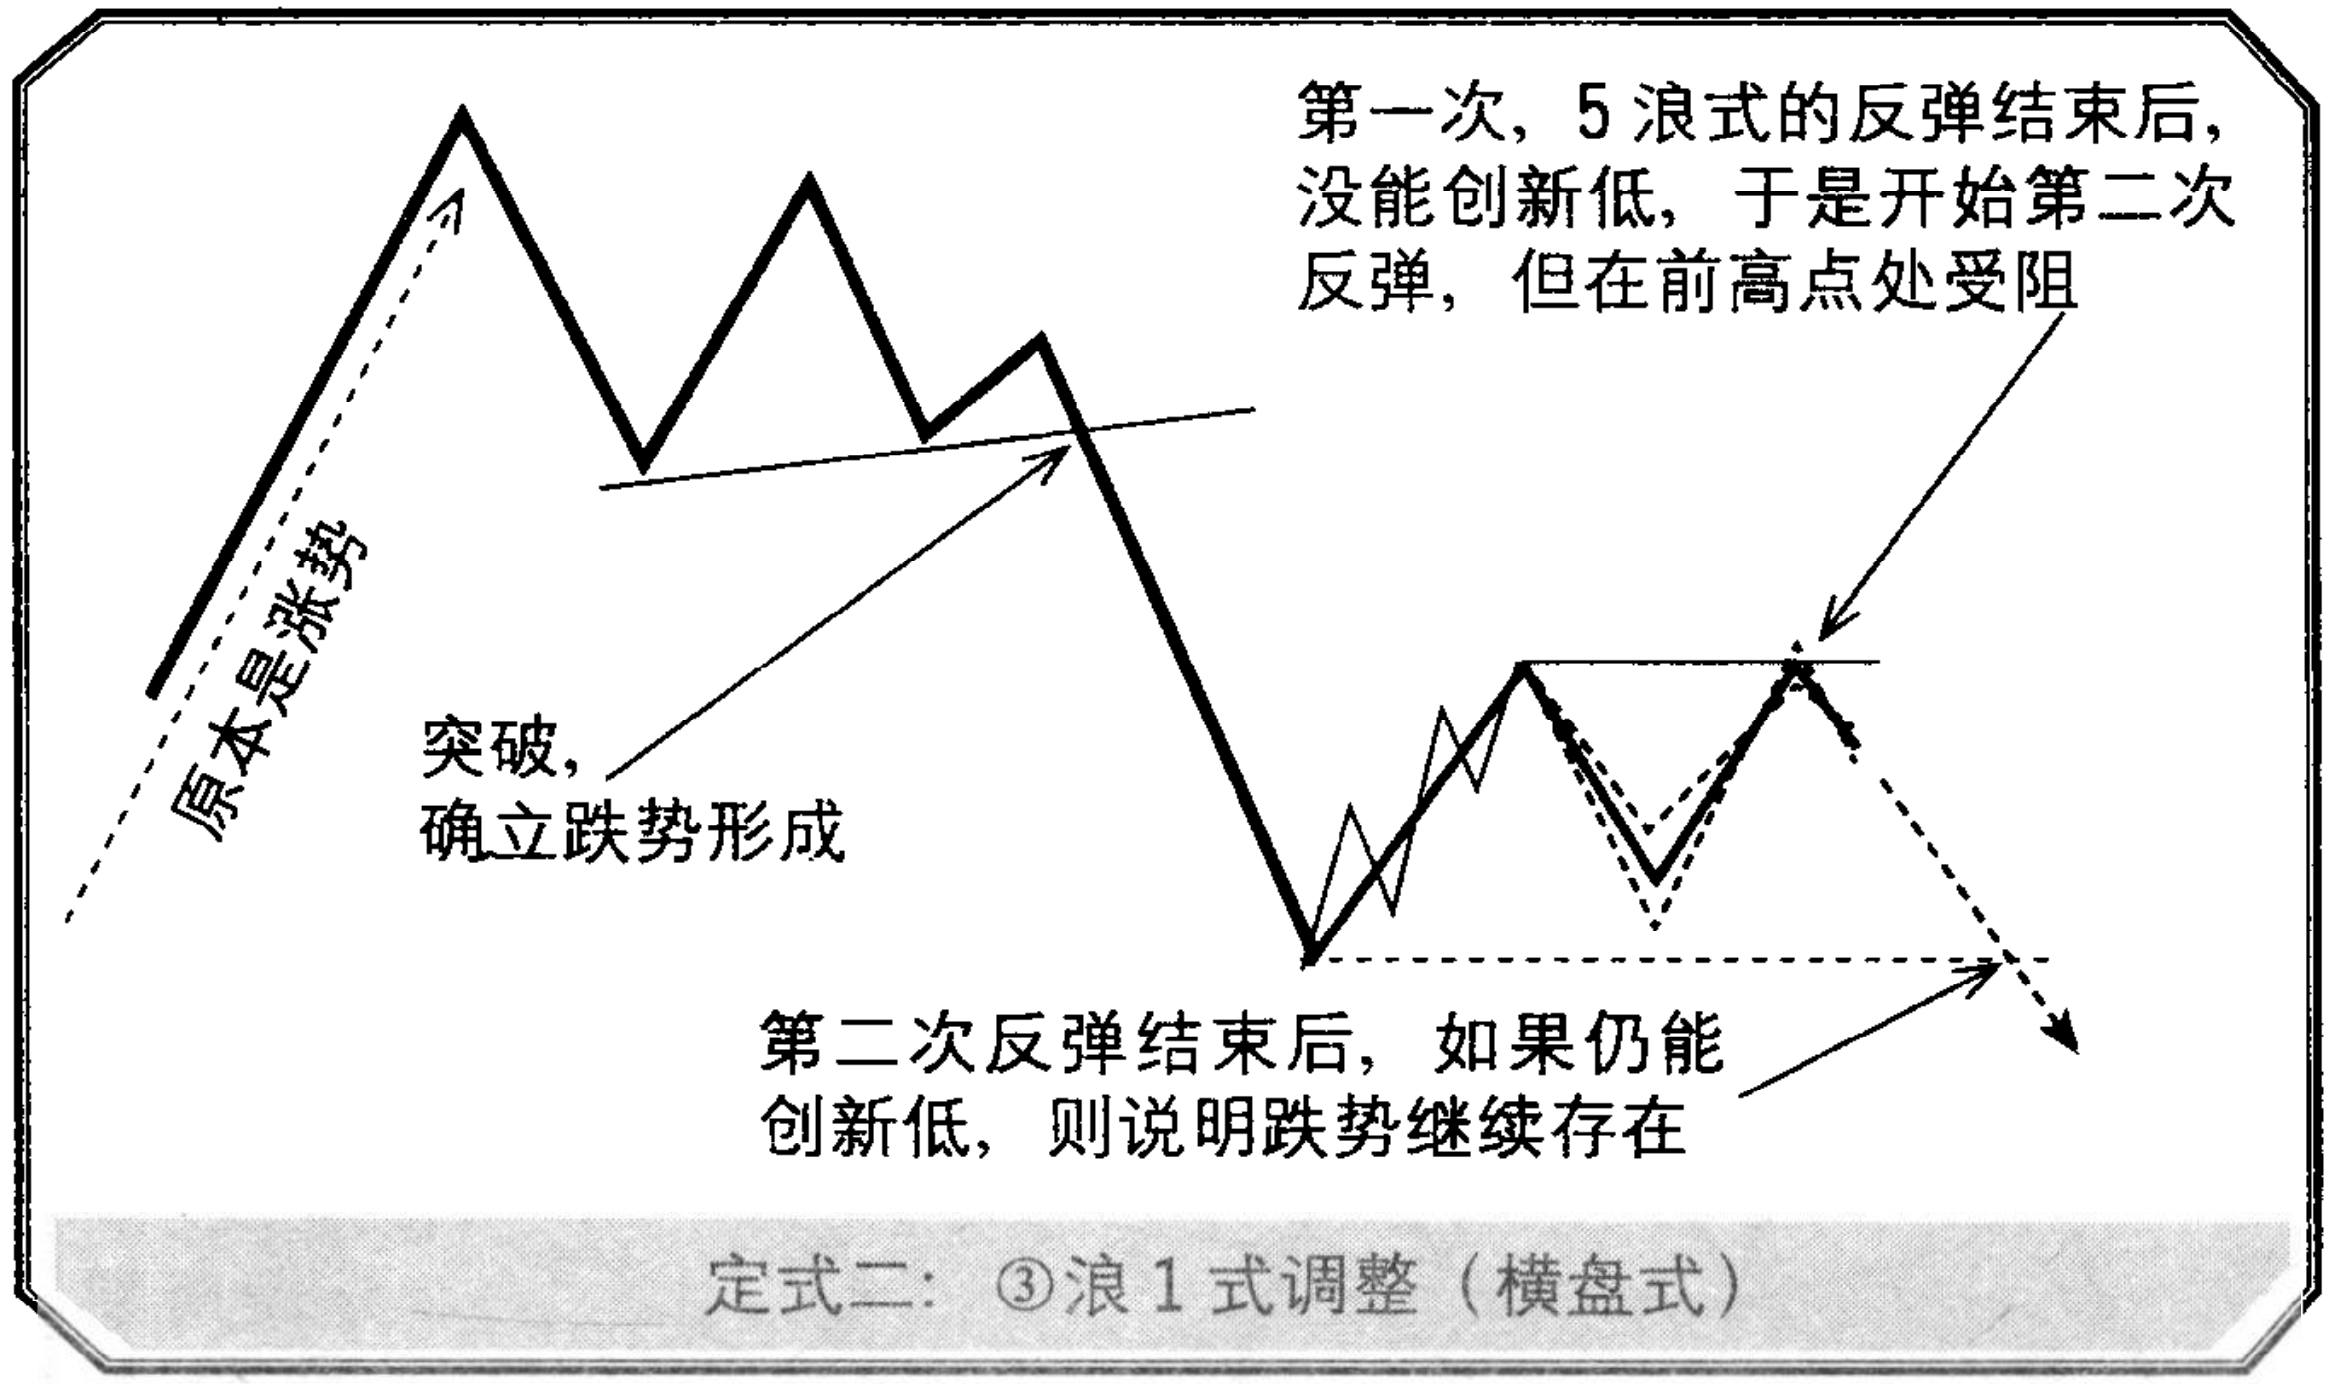 第一次，5浪式的反弹结束后，
没能创新低，于是开始第二次
反弹，但在前高点处受阻
原本是涨势
突破，
确立跌势形成
第二次反弹结束后，如果仍能
创新低，则说明跌势继续存在
定式二：③浪1式调整（横盘式）